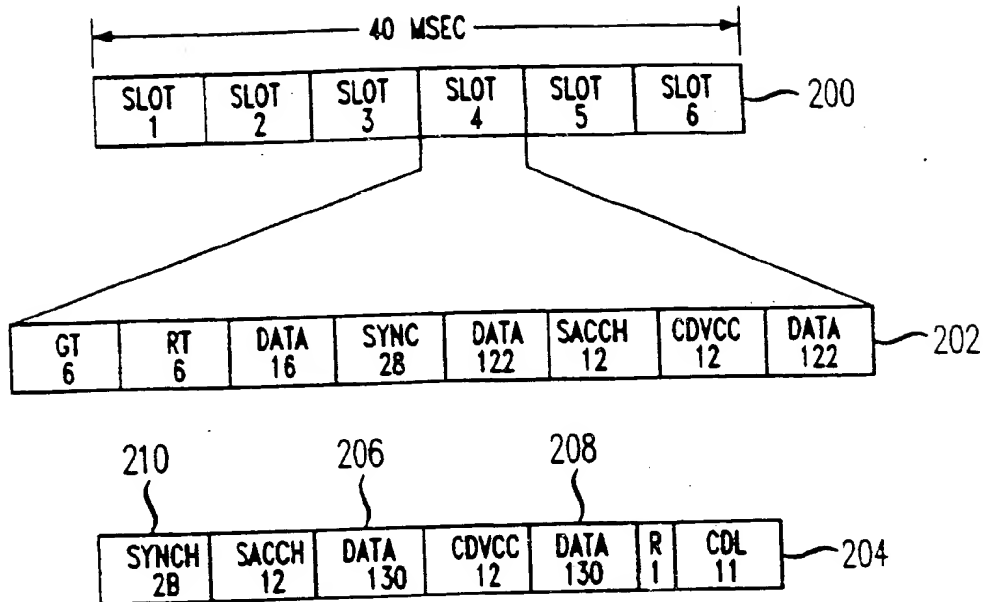 40 MSEC
SLOT 1 SLOT 2 SLOT 3 SLOT 4 SLOT 5 SLOT 6 200
GT 6 RT 6 DATA 16 SYNC 28 DATA 122 SACCH 12 CDVCC 12 DATA 122 202
210 206 208
SYNCH 28 SACCH 12 DATA 130 CDVCC 12 DATA 130 R 1 CDL 11 204